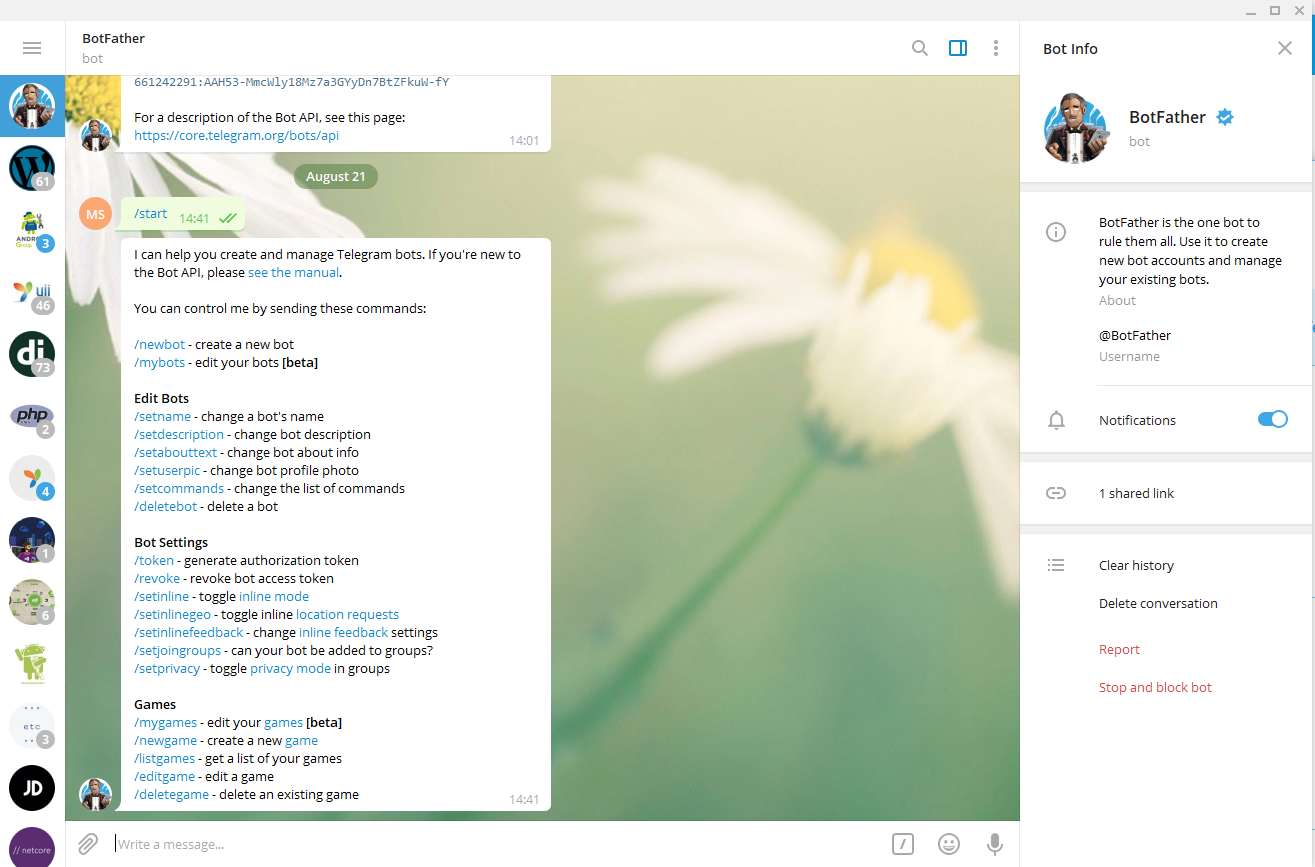 BotFather
bot
661242291:AAH53-MmcWly18Mz7a3GYyDn7BtZFkuW-fY
For a description of the Bot API, see this page:
https://core.telegram.org/bots/api
14:01
August 21
MS
/start
14:41
I can help you create and manage Telegram bots. If you're new to
the Bot API, please see the manual.
You can control me by sending these commands:
/newbot - create a new bot
/mybots - edit your bots [beta]
Edit Bots
/setname - change a bot's name
/setdescription - change bot description
/setabouttext - change bot about info
/setuserpic - change bot profile photo
/setcommands - change the list of commands
/deletebot - delete a bot
Bot Settings
/token - generate authorization token
/revoke - revoke bot access token
/setinline - toggle inline mode
/setinlinegeo - toggle inline location requests
/setinlinefeedback - change inline feedback settings
/setjoingroups - can your bot be added to groups?
/setprivacy - toggle privacy mode in groups
Games
/mygames - edit your games [beta]
/newgame - create a new game
/listgames - get a list of your games
/editgame - edit a game
/deletegame - delete an existing game
14:41
Write a message...
61
3
yii
46
dj
73
php
2
4
1
6
etc
3
JD
// netcore
Bot Info
BotFather
bot
BotFather is the one bot to
rule them all. Use it to create
new bot accounts and manage
your existing bots.
About
@BotFather
Username
Notifications
1 shared link
Clear history
Delete conversation
Report
Stop and block bot